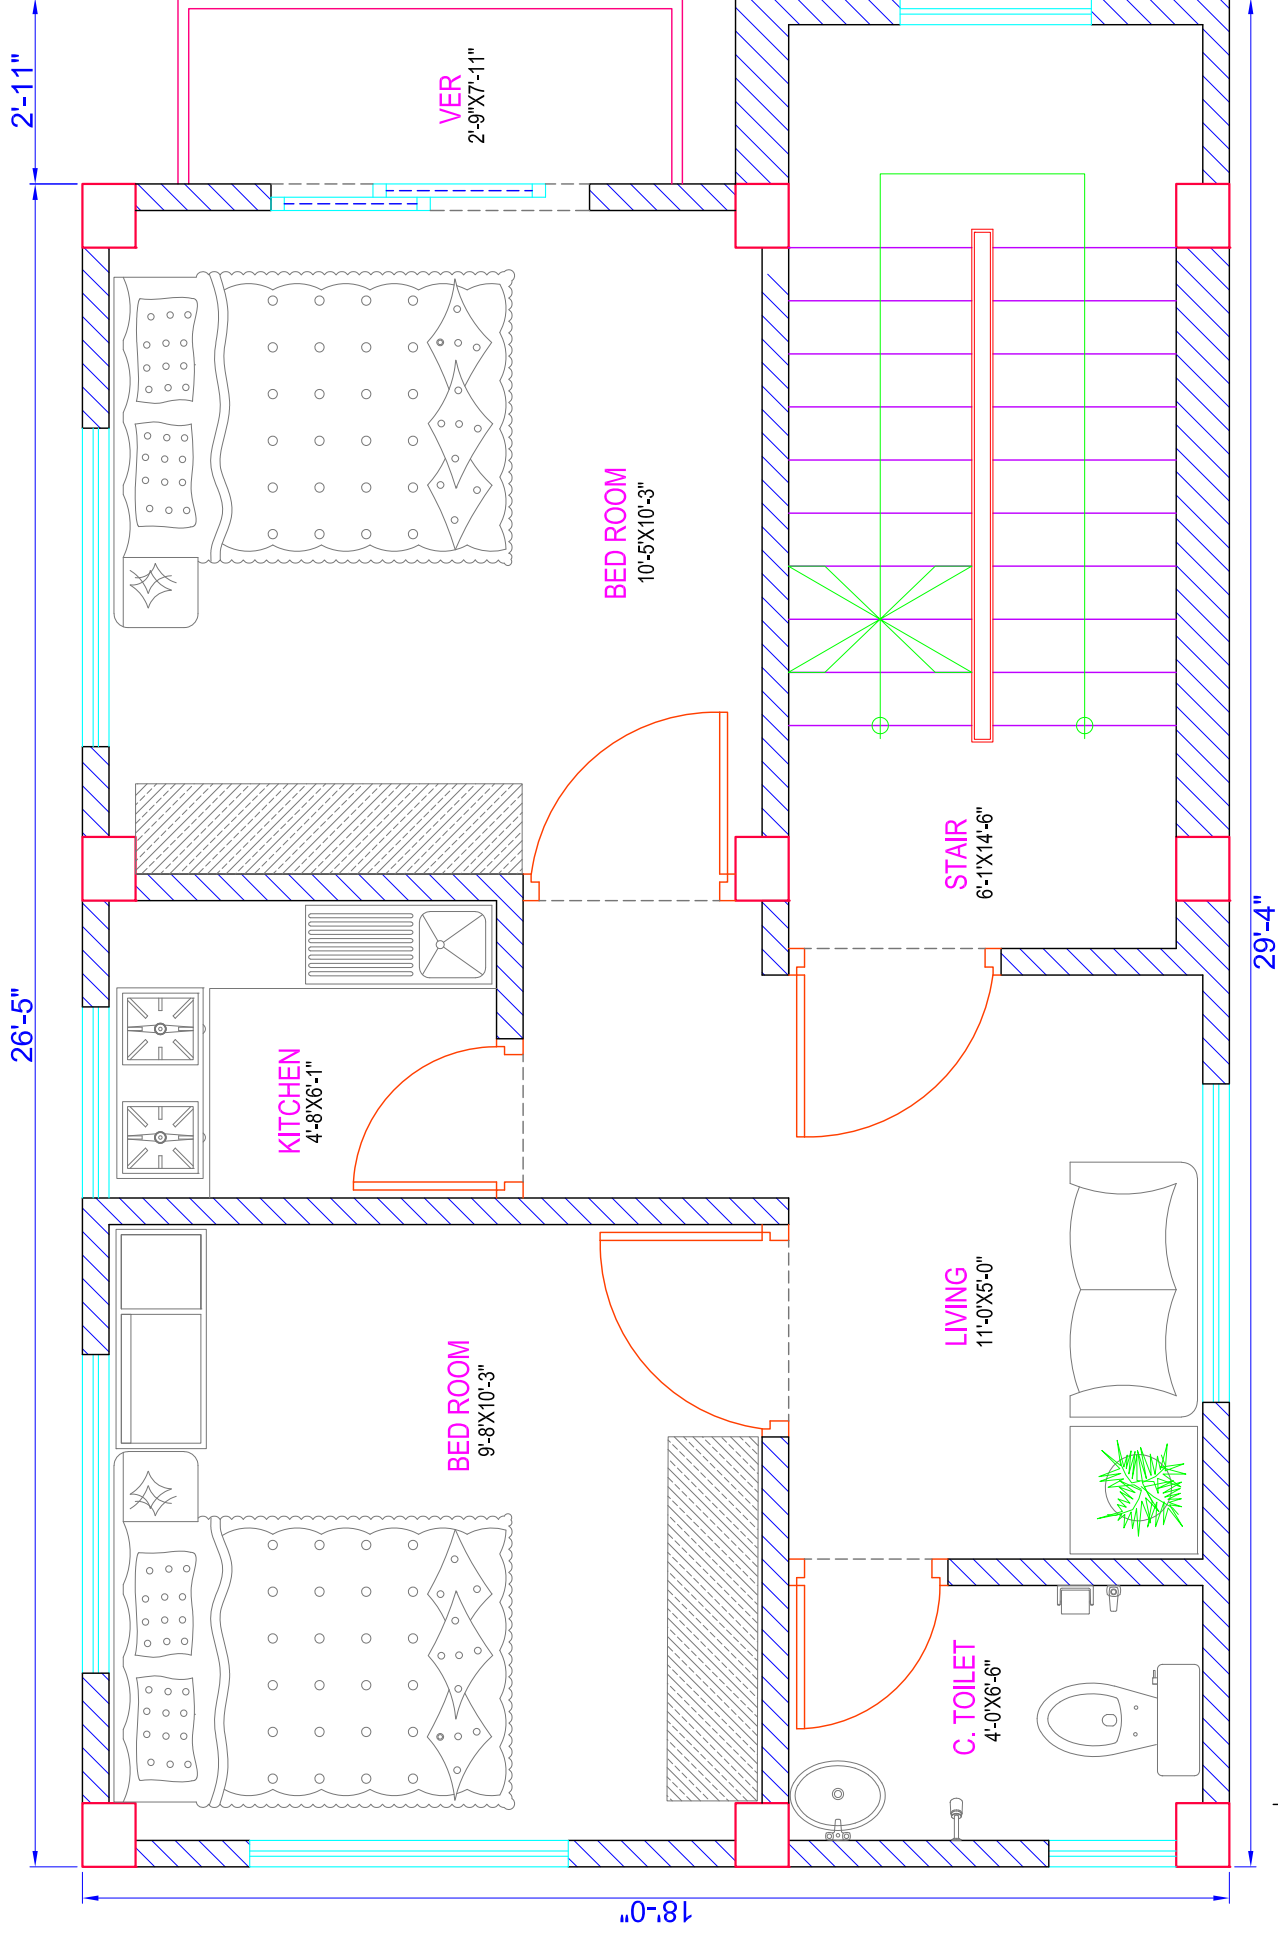 2'-11"
VER
2'-9"X7'-11"
BED ROOM
10'-5'X10'-3"
26'-5"
KITCHEN
4'-8'X6'-1"
STAIR
6'-1'X14'-6"
29'-4"
BED ROOM
9'-8'X10'-3"
LIVING
11'-0'X5'-0"
C. TOILET
4'-0'X6'-6"
18'-0"